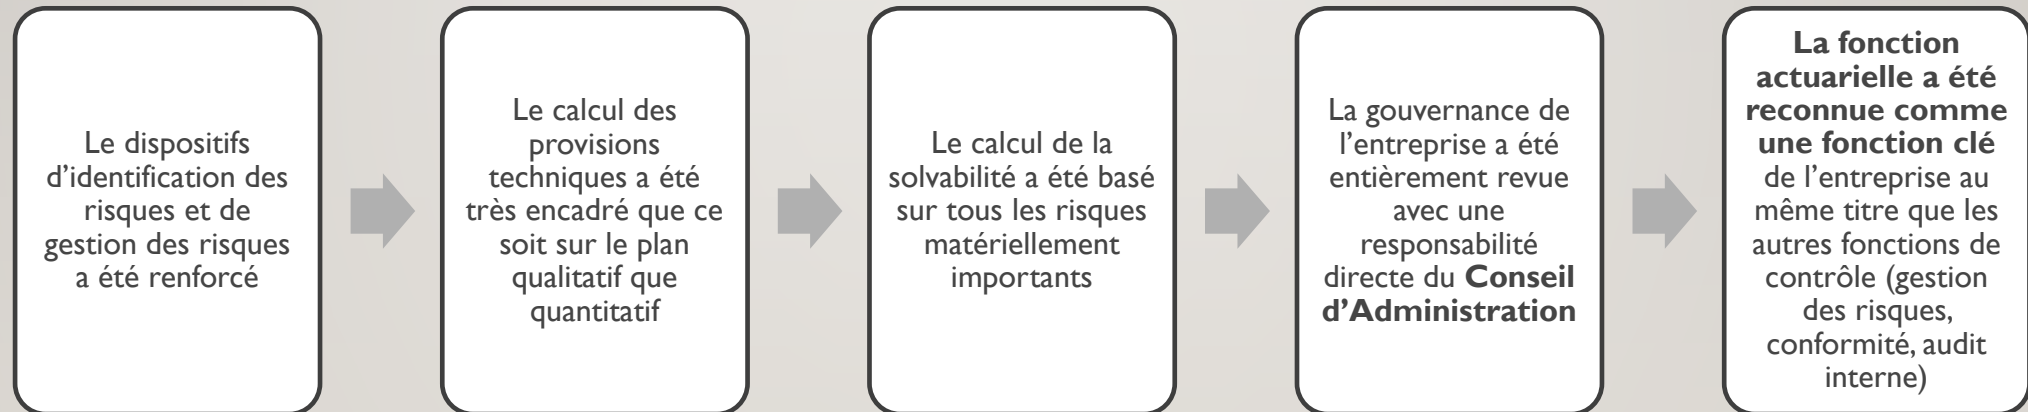 Le dispositifs
d’identification des
risques et de
gestion des risques
a été renforcé
Le calcul des
provisions
techniques a été
très encadré que ce
soit sur le plan
qualitatif que
quantitatif
Le calcul de la
solvabilité a été basé
sur tous les risques
matériellement
importants
La gouvernance de
l’entreprise a été
entièrement revue
avec une
responsabilité
directe du Conseil
d’Administration
La fonction
actuarielle a été
reconnue comme
une fonction clé
de l’entreprise au
même titre que les
autres fonctions de
contrôle (gestion
des risques,
conformité, audit
interne)